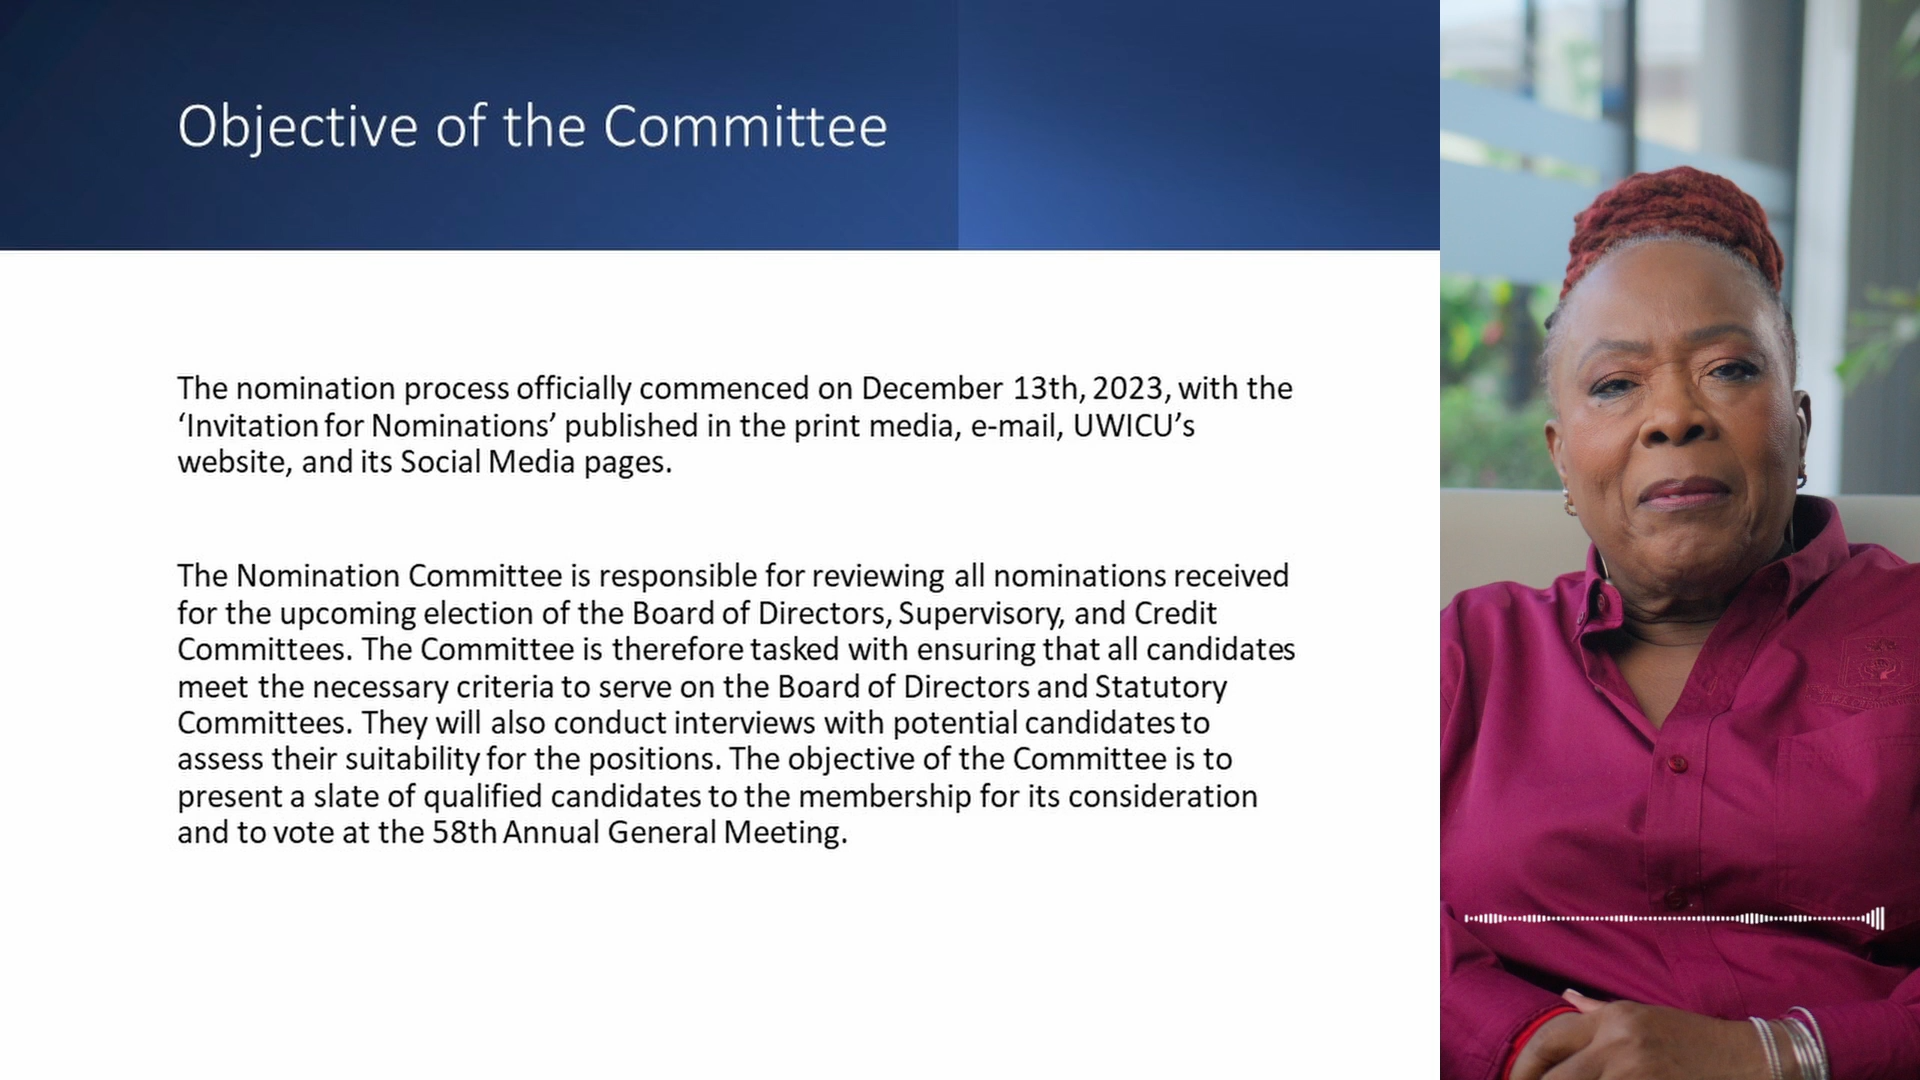 Objective of the Committee
The nomination process officially commenced on December 13th, 2023, with the
‘Invitation for Nominations’ published in the print media, e-mail, UWICU’s
website, and its Social Media pages.
The Nomination Committee is responsible for reviewing all nominations received
for the upcoming election of the Board of Directors, Supervisory, and Credit
Committees. The Committee is therefore tasked with ensuring that all candidates
meet the necessary criteria to serve on the Board of Directors and Statutory
Committees. They will also conduct interviews with potential candidates to
assess their suitability for the positions. The objective of the Committee is to
present a slate of qualified candidates to the membership for its consideration
and to vote at the 58th Annual General Meeting.